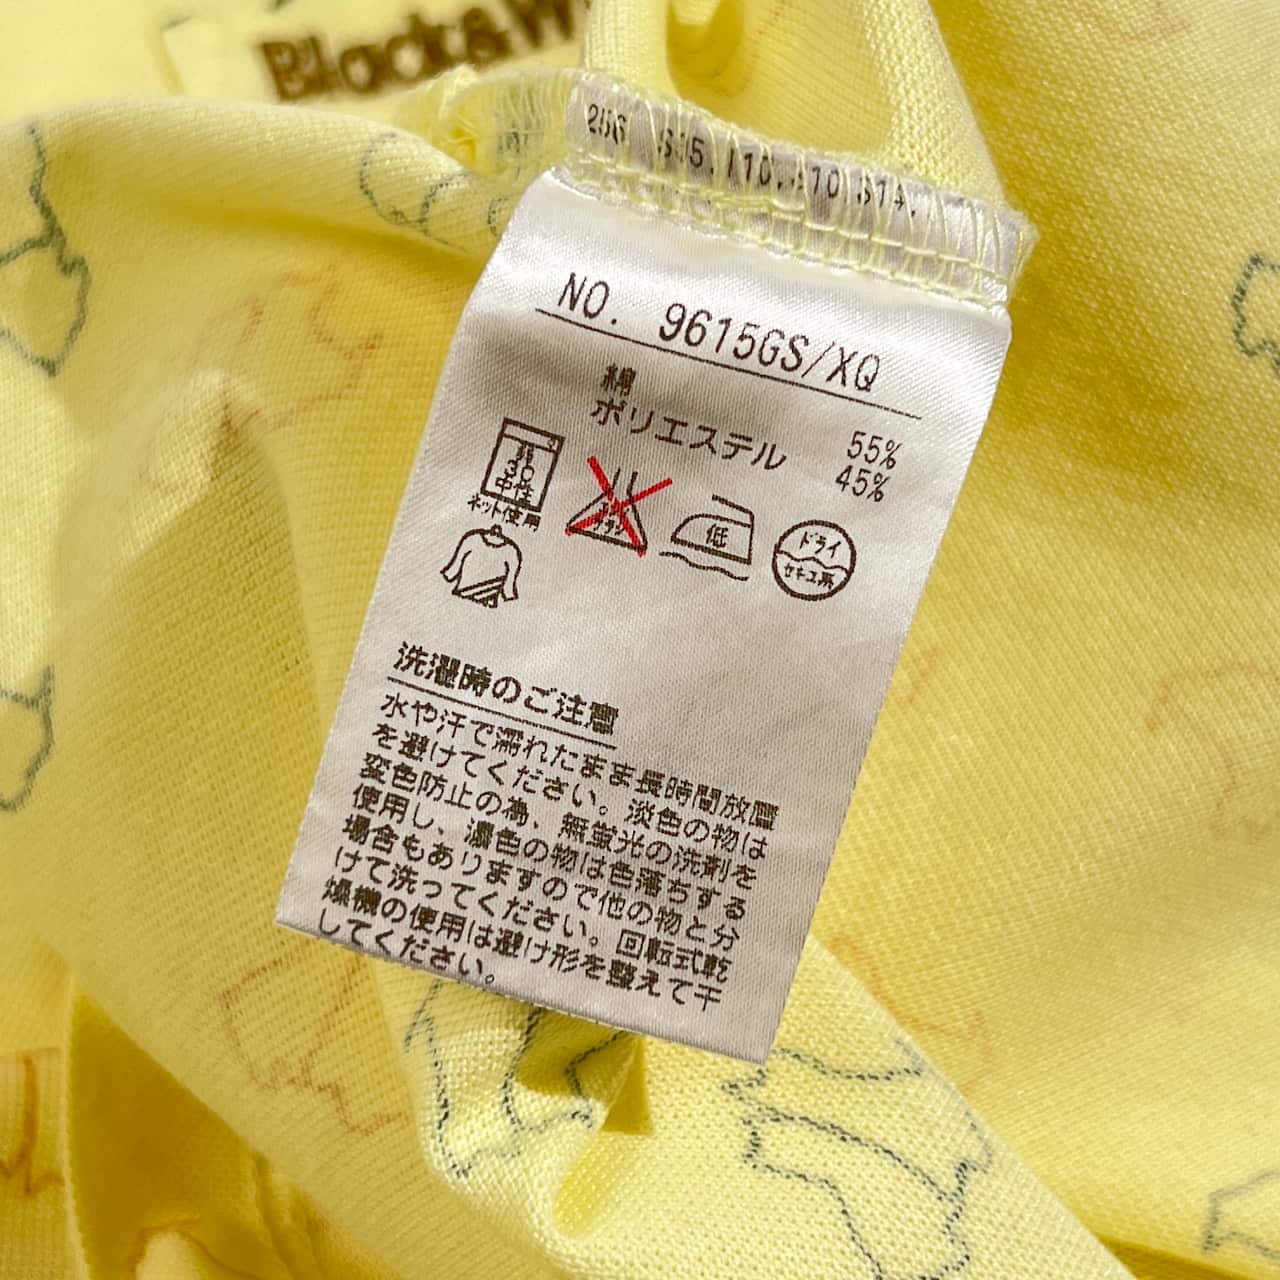 Black&W
NO. 9615GS/XQ
綿 55%
ポリエステル 45%
弱
30
中性
ネット使用
エンソ
サラシ
低
ドライ
セキユ系
洗濯時のご注意
水や汗で濡れたまま長時間放置
を避けてください。淡色の物は
変色防止の為、無蛍光の洗剤を
使用し、濃色の物は色落ちする
場合もありますので他の物と分
けて洗ってください。回転式乾
燥機の使用は避け形を整えて干
してください。